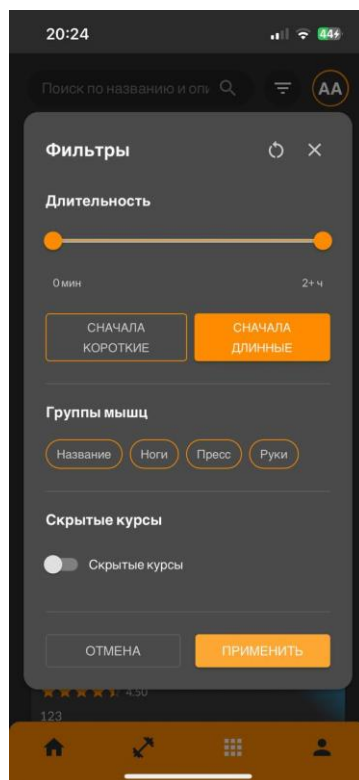 20:24
44
Поиск по названию и опи
AA
Фильтры
Длительность
0 мин
2+ ч
СНАЧАЛА
КОРОТКИЕ
СНАЧАЛА
ДЛИННЫЕ
Группы мышц
Название
Ноги
Пресс
Руки
Скрытые курсы
Скрытые курсы
ОТМЕНА
ПРИМЕНИТЬ
4.50
123